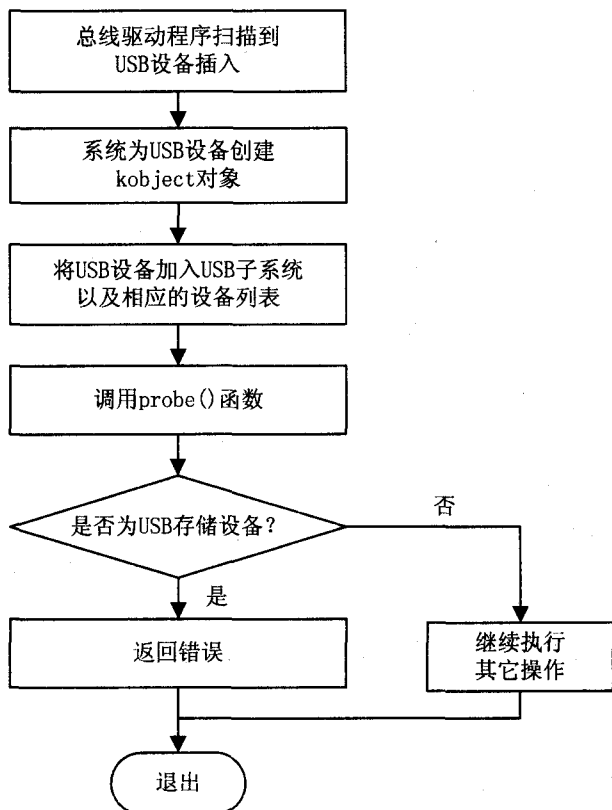 总线驱动程序扫描到
USB设备插入
系统为USB设备创建
kobject对象
将USB设备加入USB子系统
以及相应的设备列表
调用probe()函数
是否为USB存储设备?
否
是
返回错误
继续执行
其它操作
退出